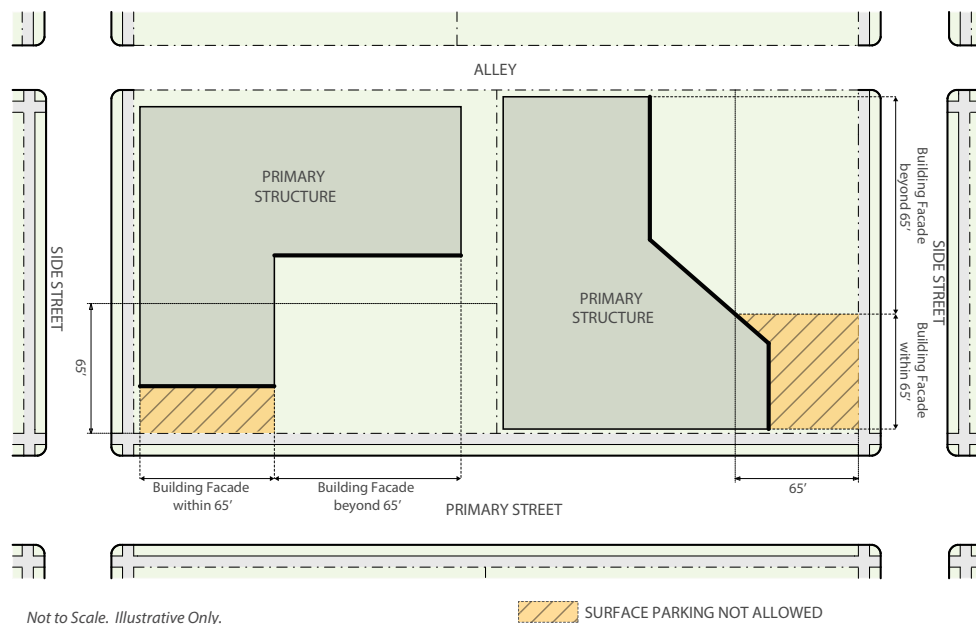 ALLEY
PRIMARY
STRUCTURE
Building Facade
beyond 65’
SIDE STREET
SIDE STREET
PRIMARY
STRUCTURE
65’
Building Facade
within 65’
Building Facade
within 65’
Building Facade
beyond 65’
65’
PRIMARY STREET
Not to Scale. Illustrative Only.
SURFACE PARKING NOT ALLOWED